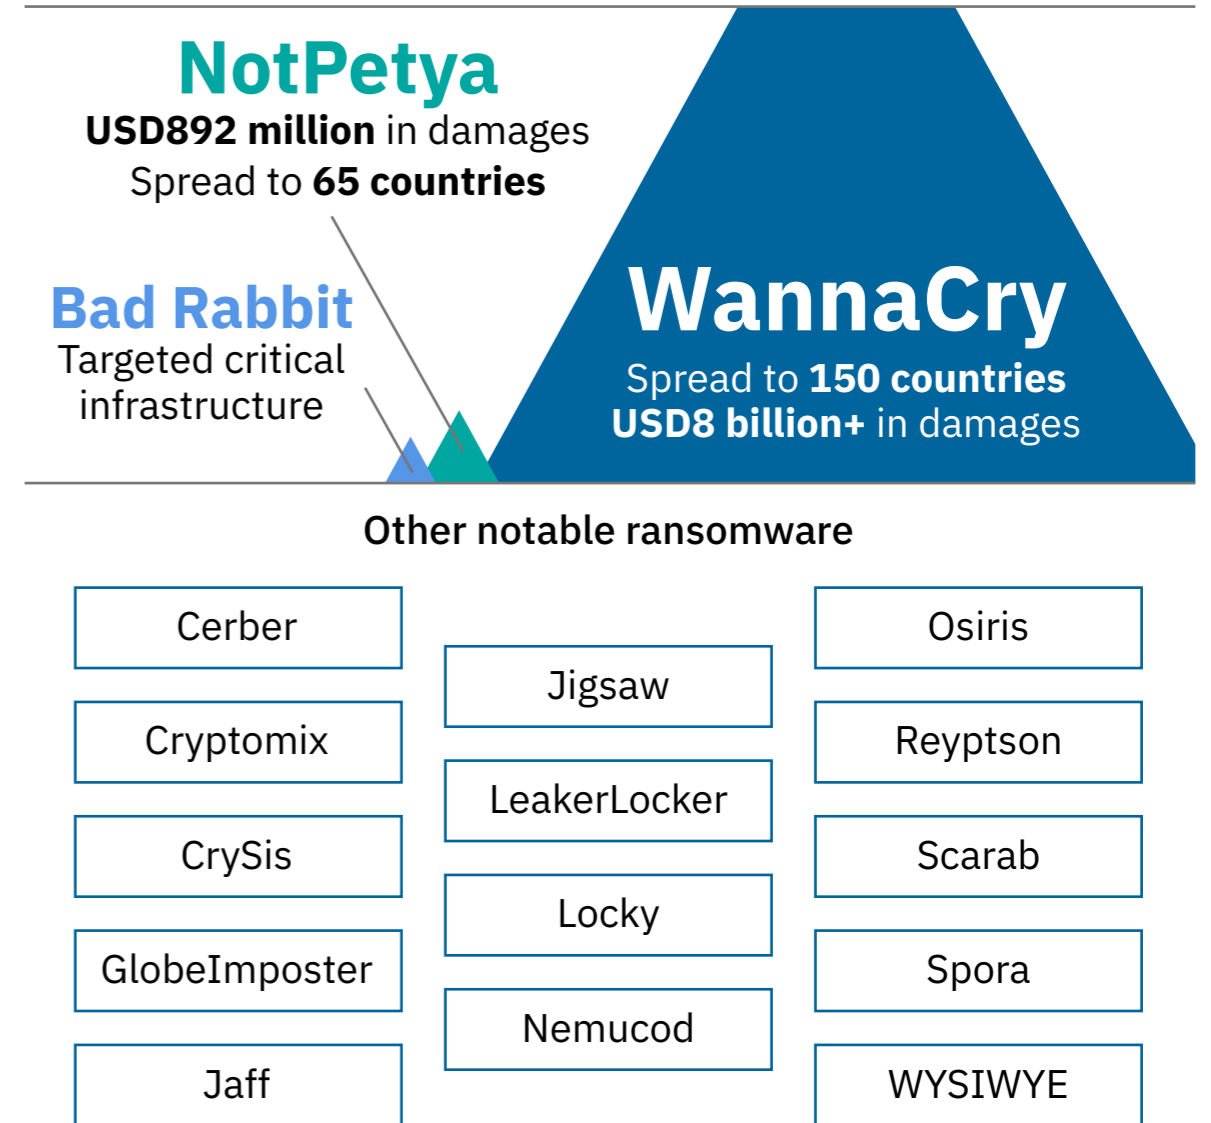 NotPetya
USD892 million in damages
Spread to 65 countries
Bad Rabbit
Targeted critical
infrastructure
WannaCry
Spread to 150 countries
USD8 billion+ in damages
Other notable ransomware
Cerber
Cryptomix
CrySis
GlobeImposter
Jaff
Jigsaw
LeakerLocker
Locky
Nemucod
Osiris
Reyptson
Scarab
Spora
WYSIWYE